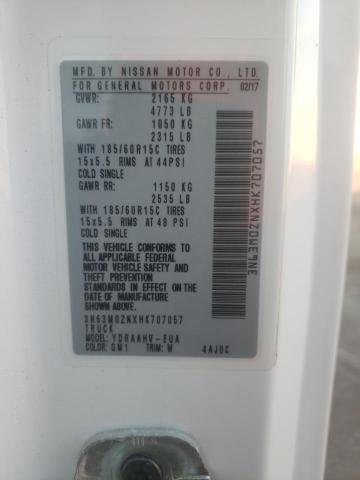 MFD. BY NISSAN MOTOR CO., LTD.
FOR GENERAL MOTORS CORP. 02/17
GVWR: 2165 KG
4773 LB
GAWR FR: 1050 KG
2315 LB
WITH 185/60R15C TIRES
15x5.5 RIMS AT 44PSI
COLD SINGLE
GAWR RR: 1150 KG
2535 LB
WITH 185/60R15C TIRES
15x5.5 RIMS AT 48 PSI
COLD SINGLE
THIS VEHICLE CONFORMS TO
ALL APPLICABLE FEDERAL
MOTOR VEHICLE SAFETY
AND THEFT PREVENTION
STANDARDS IN EFFECT ON
THE DATE OF MANUFACTURE
SHOWN ABOVE.
3N63M0ZNXHK707057
TRUCK
MODEL: YDRAAHV-EUA
COLOR: QM1 TRIM: W 4AJ0C
3N63M0ZNXHK707057